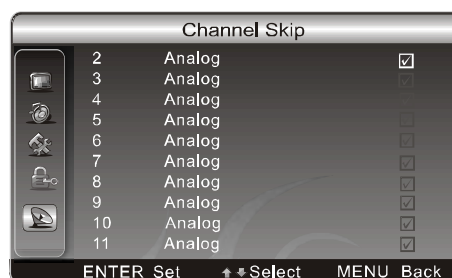 Channel Skip
2 Analog
3 Analog
4 Analog
5 Analog
6 Analog
7 Analog
8 Analog
9 Analog
10 Analog
11 Analog
ENTER Set Select MENU Back